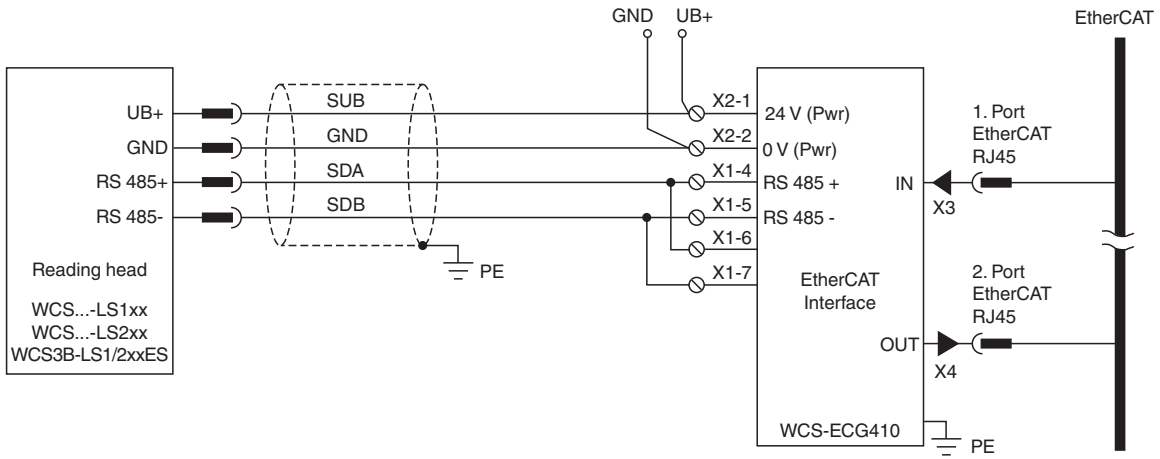 GND UB+
EtherCAT
UB+
GND
RS 485+
RS 485-
Reading head
WCS...-LS1xx
WCS...-LS2xx
WCS3B-LS1/2xxES
SUB
GND
SDA
SDB
PE
X2-1
X2-2
X1-4
X1-5
X1-6
X1-7
24 V (Pwr)
0 V (Pwr)
RS 485 +
RS 485 -
IN
EtherCAT
Interface
OUT
WCS-ECG410
PE
X3
1. Port
EtherCAT
RJ45
X4
2. Port
EtherCAT
RJ45